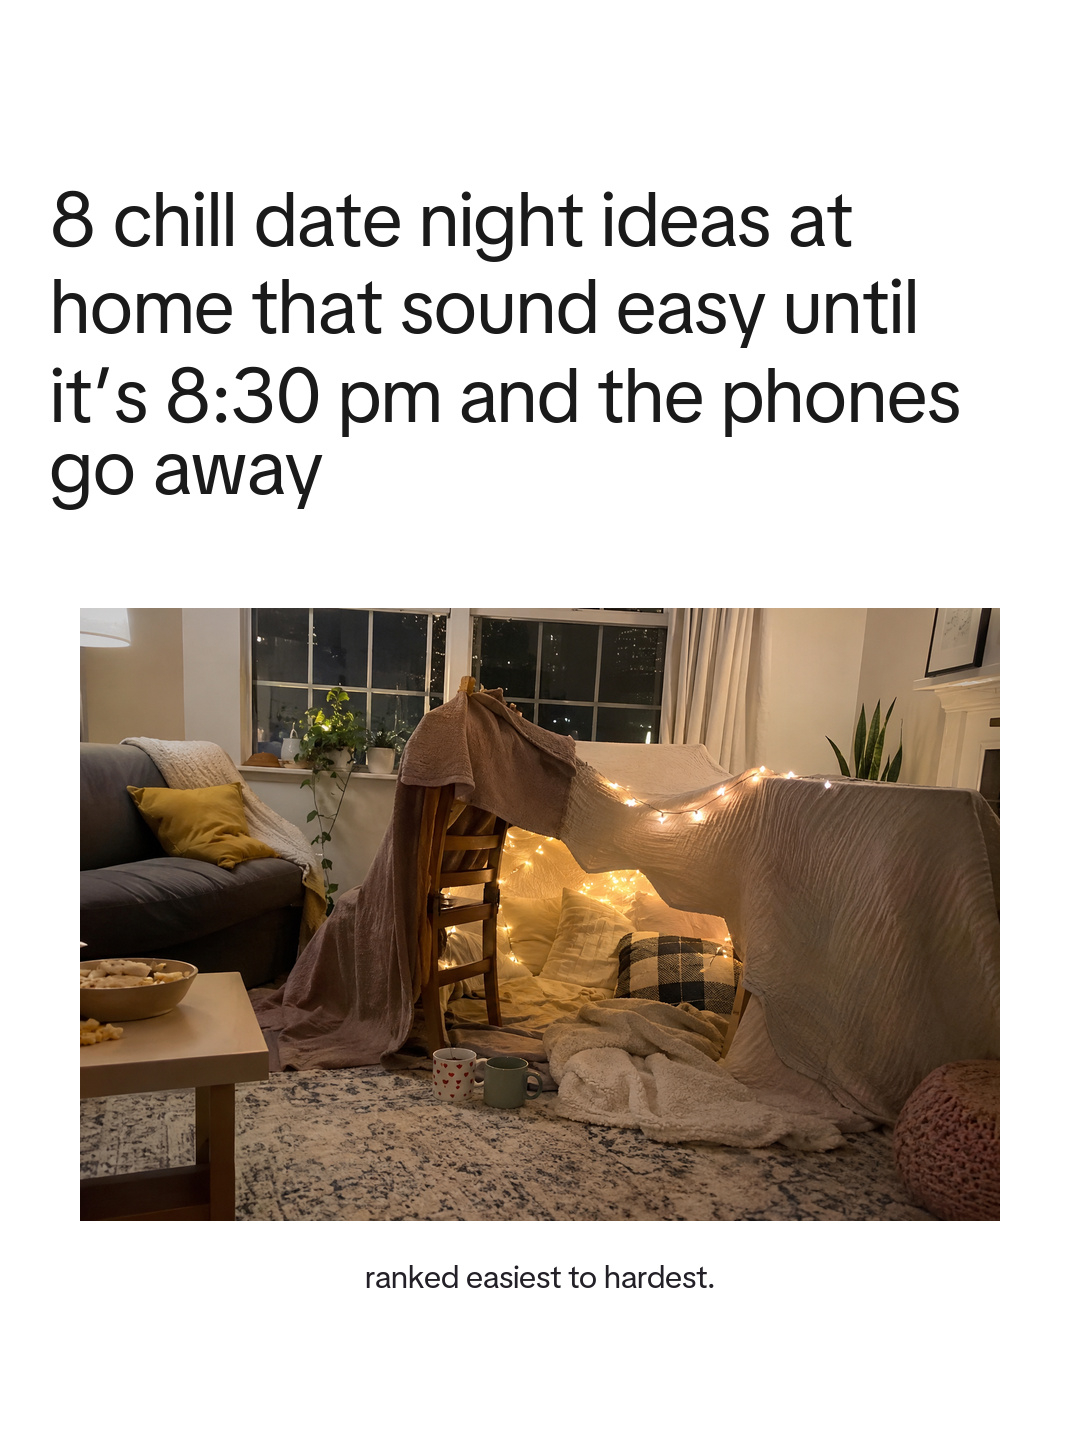 8 chill date night ideas at
home that sound easy until
it’s 8:30 pm and the phones
go away
ranked easiest to hardest.